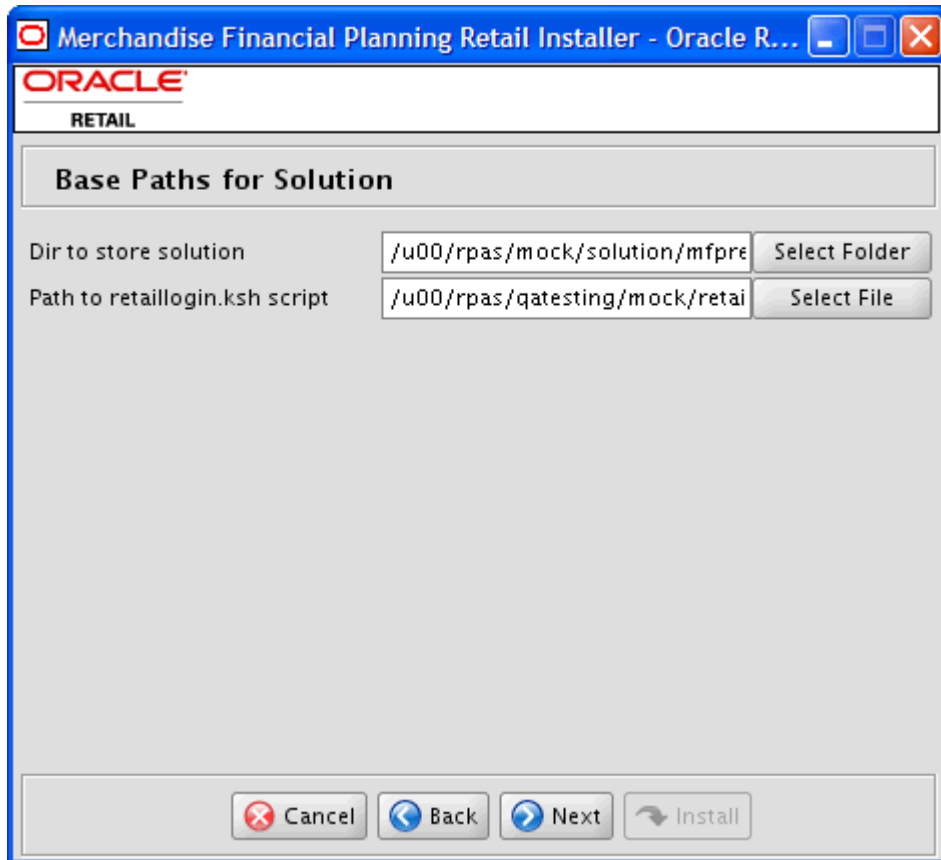 Merchandise Financial Planning Retail Installer - Oracle R...
ORACLE
RETAIL
Base Paths for Solution
Dir to store solution /u00/rpas/mock/solution/mfpre Select Folder
Path to retaillogin.ksh script /u00/rpas/qatesting/mock/retai Select File
Cancel Back Next Install